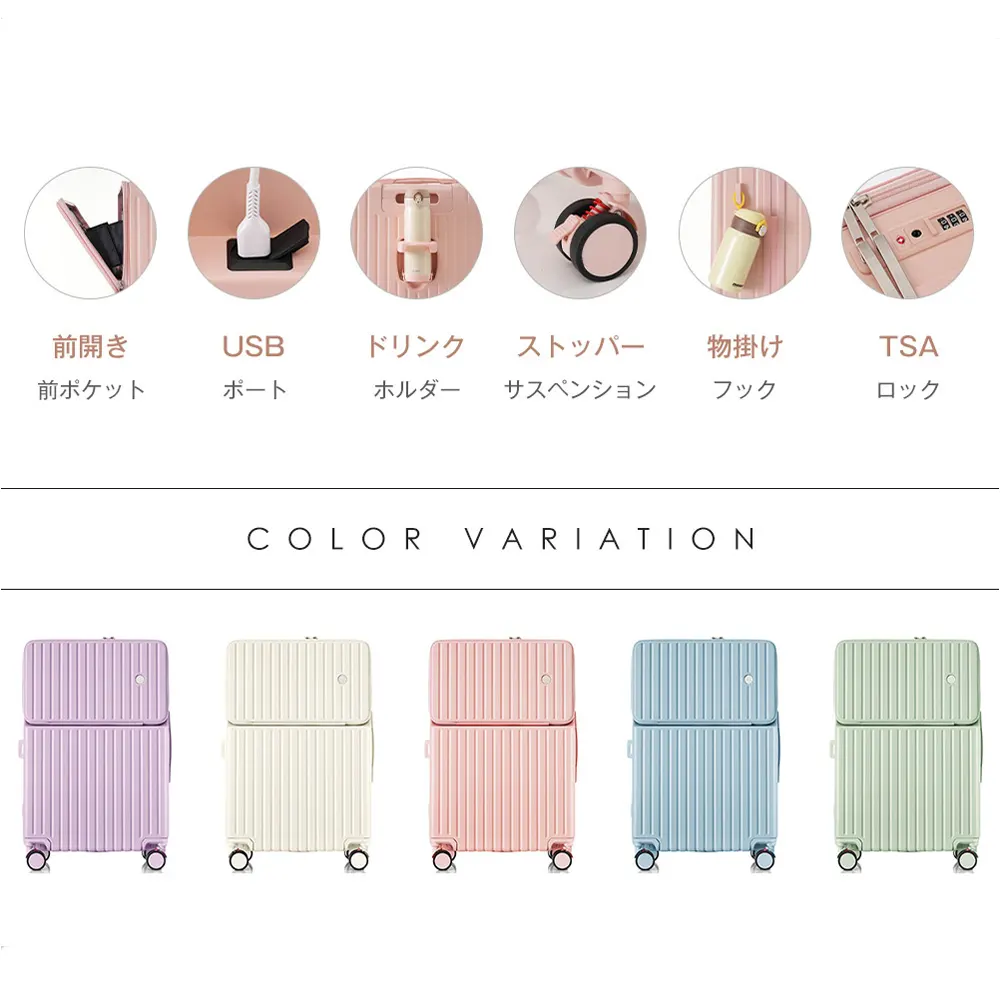 前開き
前ポケット
USB
ポート
ドリンク
ホルダー
ストッパー
サスペンション
物掛け
フック
TSA
ロック
COLOR VARIATION